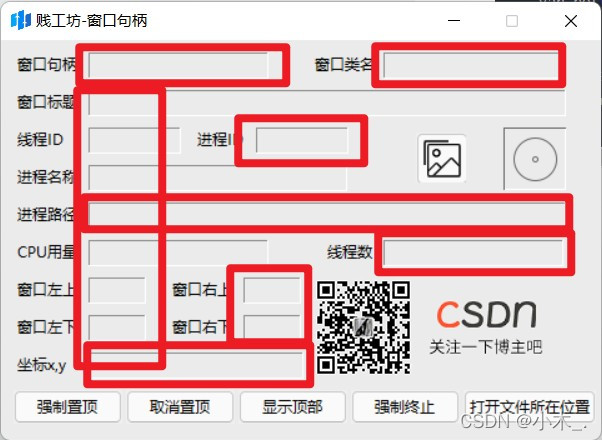 贱工坊-窗口句柄
窗口句柄 窗口类名
窗口标题
线程ID 进程ID
进程名称
进程路径
CPU用量 线程数
窗口左上 窗口右上
窗口左下 窗口右下
CSDN
关注一下博主吧
坐标x,y
强制置顶 取消置顶 显示顶部 强制终止 打开文件所在位置
CSDN @小木_.